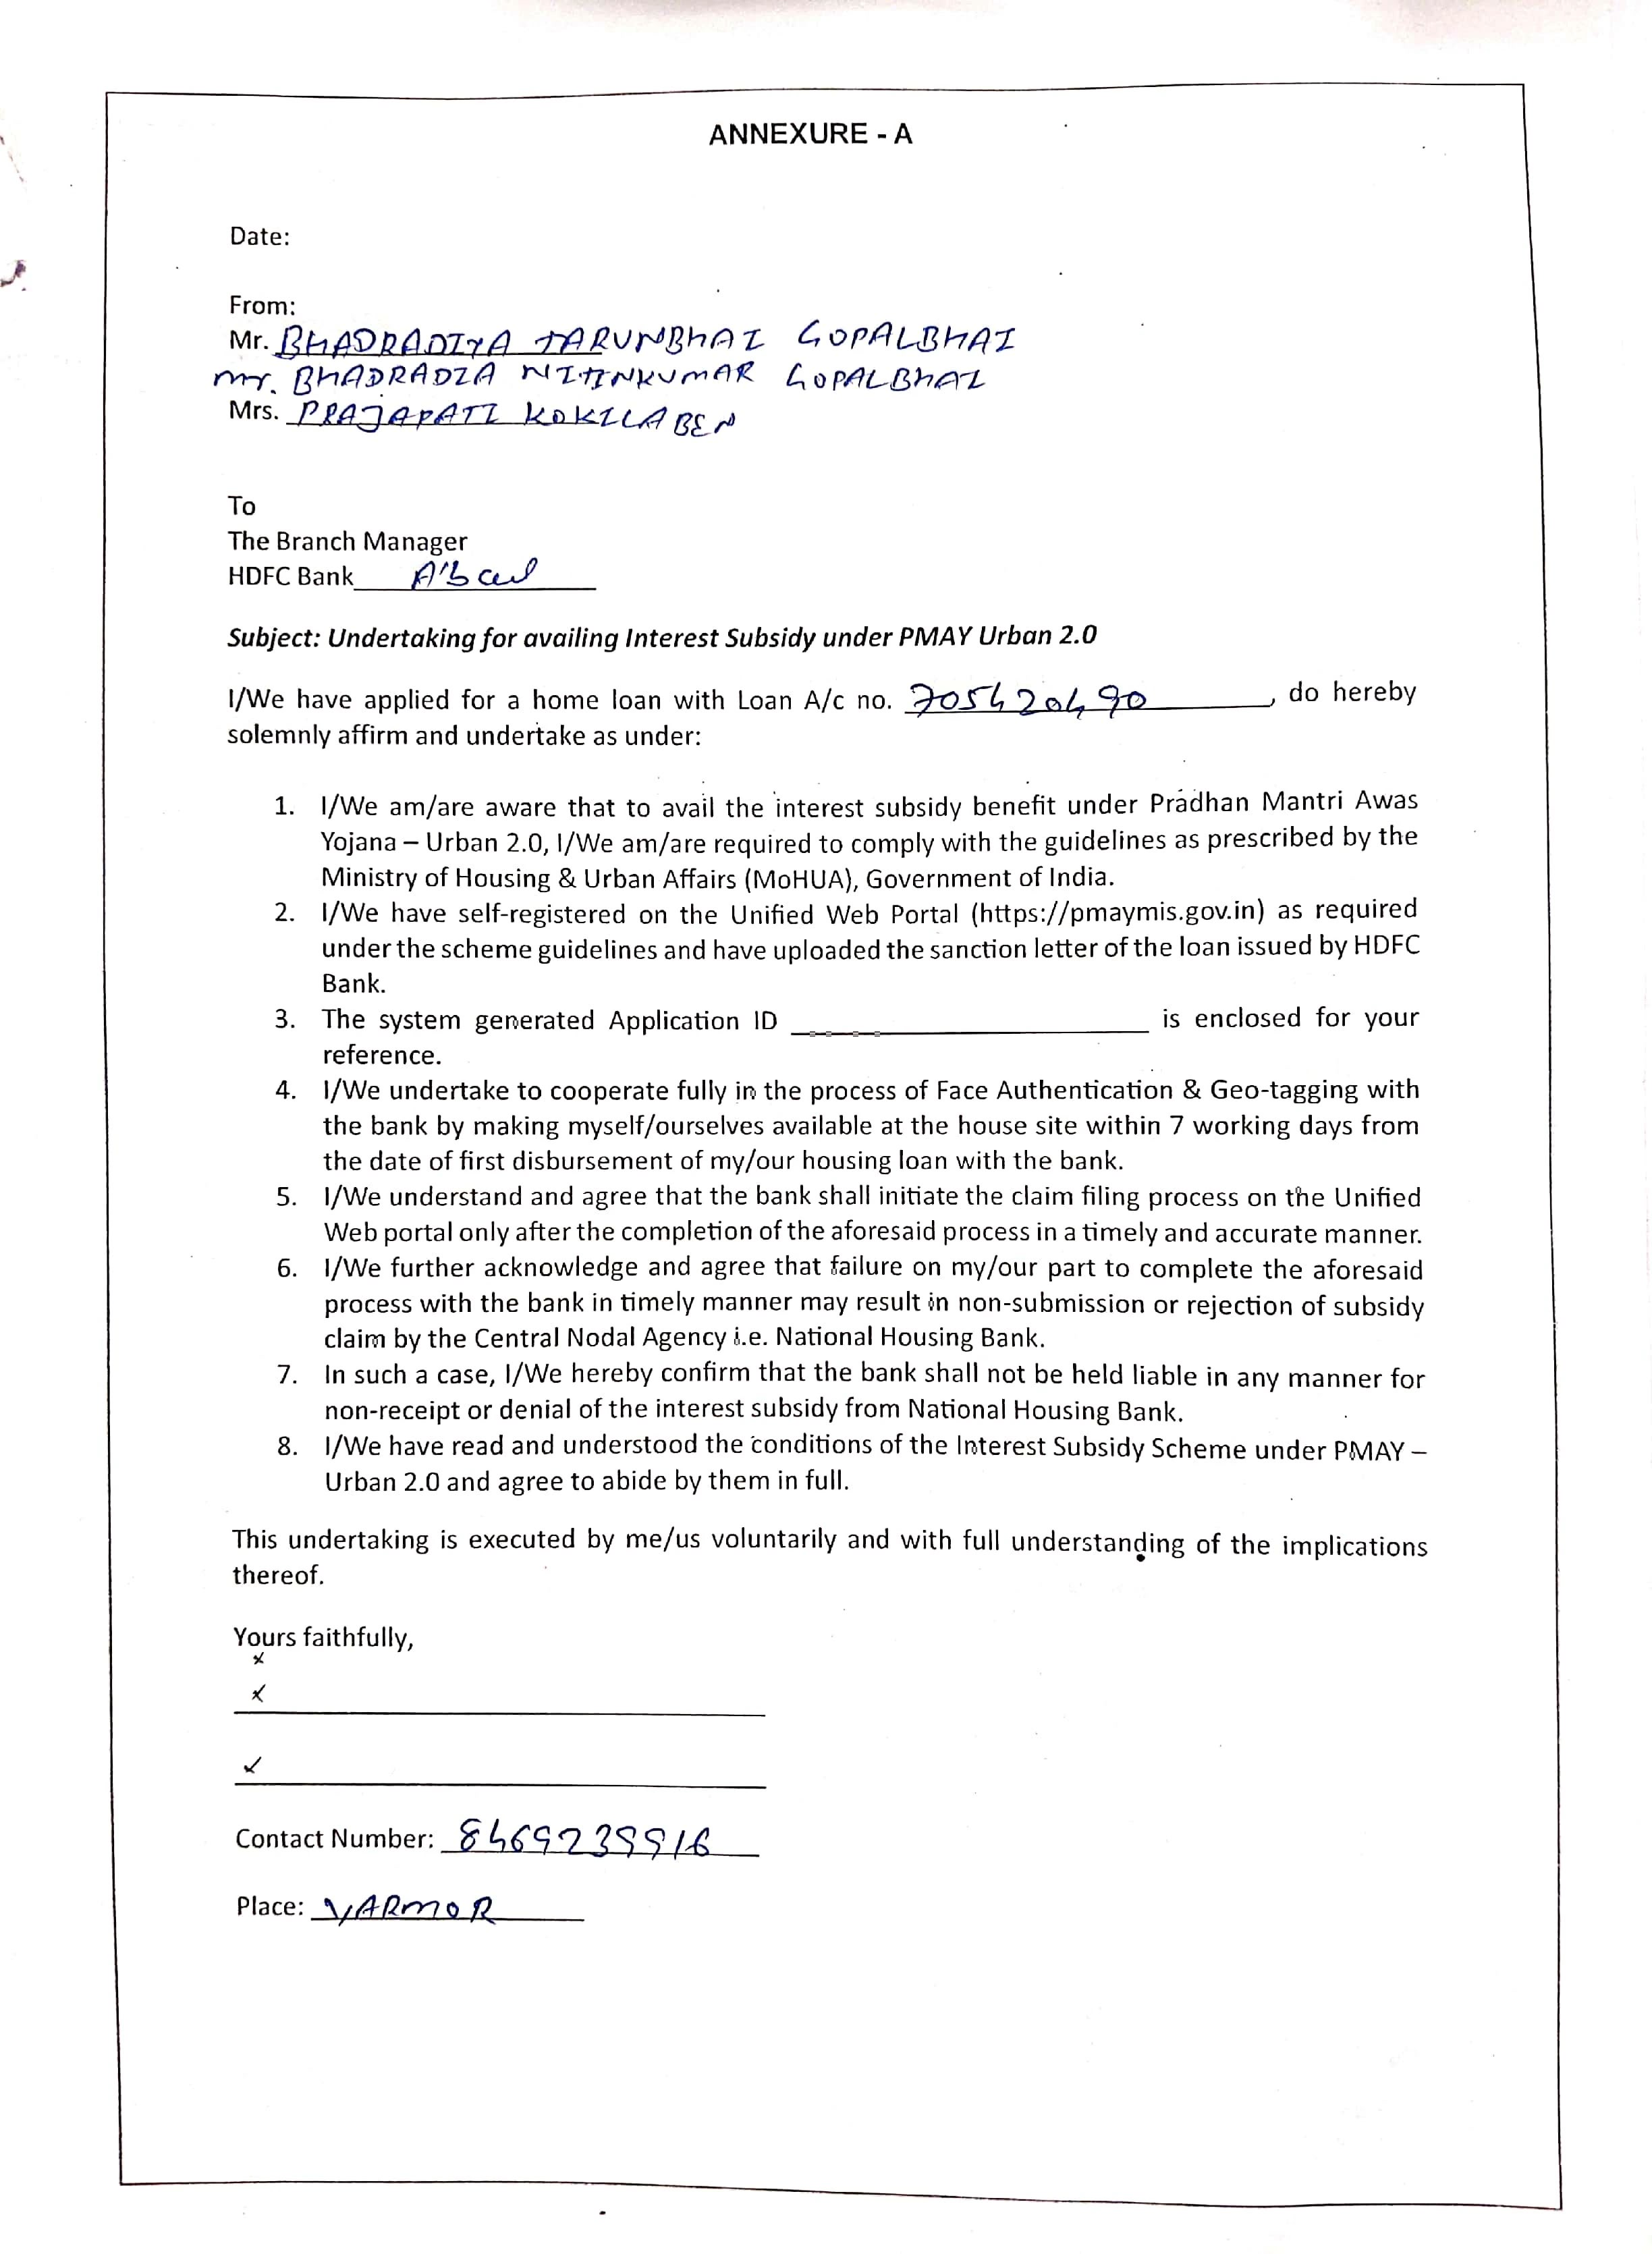 ANNEXURE - A
Date:
From:
Mr. BHADRADIYA TARUNBHAI GOPALBHAI
Mr. BHADRADIA NITINKUMAR GOPALBHAI
Mrs. PRAJAPATI KOKILABEN
To
The Branch Manager
HDFC Bank A'bad
Subject: Undertaking for availing Interest Subsidy under PMAY Urban 2.0
I/We have applied for a home loan with Loan A/c no. 705420490, do hereby
solemnly affirm and undertake as under:
1. I/We am/are aware that to avail the interest subsidy benefit under Pradhan Mantri Awas
Yojana – Urban 2.0, I/We am/are required to comply with the guidelines as prescribed by the
Ministry of Housing & Urban Affairs (MoHUA), Government of India.
2. I/We have self-registered on the Unified Web Portal (https://pmaymis.gov.in) as required
under the scheme guidelines and have uploaded the sanction letter of the loan issued by HDFC
Bank.
3. The system generated Application ID ____________________ is enclosed for your
reference.
4. I/We undertake to cooperate fully in the process of Face Authentication & Geo-tagging with
the bank by making myself/ourselves available at the house site within 7 working days from
the date of first disbursement of my/our housing loan with the bank.
5. I/We understand and agree that the bank shall initiate the claim filing process on the Unified
Web portal only after the completion of the aforesaid process in a timely and accurate manner.
6. I/We further acknowledge and agree that failure on my/our part to complete the aforesaid
process with the bank in timely manner may result in non-submission or rejection of subsidy
claim by the Central Nodal Agency i.e. National Housing Bank.
7. In such a case, I/We hereby confirm that the bank shall not be held liable in any manner for
non-receipt or denial of the interest subsidy from National Housing Bank.
8. I/We have read and understood the conditions of the Interest Subsidy Scheme under PMAY –
Urban 2.0 and agree to abide by them in full.
This undertaking is executed by me/us voluntarily and with full understanding of the implications
thereof.
Yours faithfully,
x
x
x
Contact Number: 8469239916
Place: VARMOR